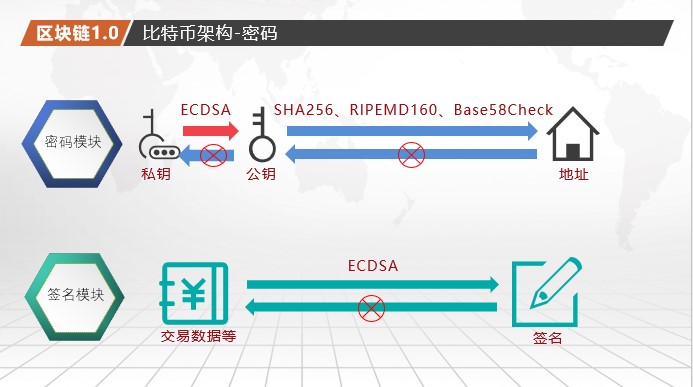 区块链1.0 比特币架构-密码
密码模块
ECDSA
SHA256、RIPEMD160、Base58Check
私钥
公钥
地址
签名模块
ECDSA
交易数据等
签名